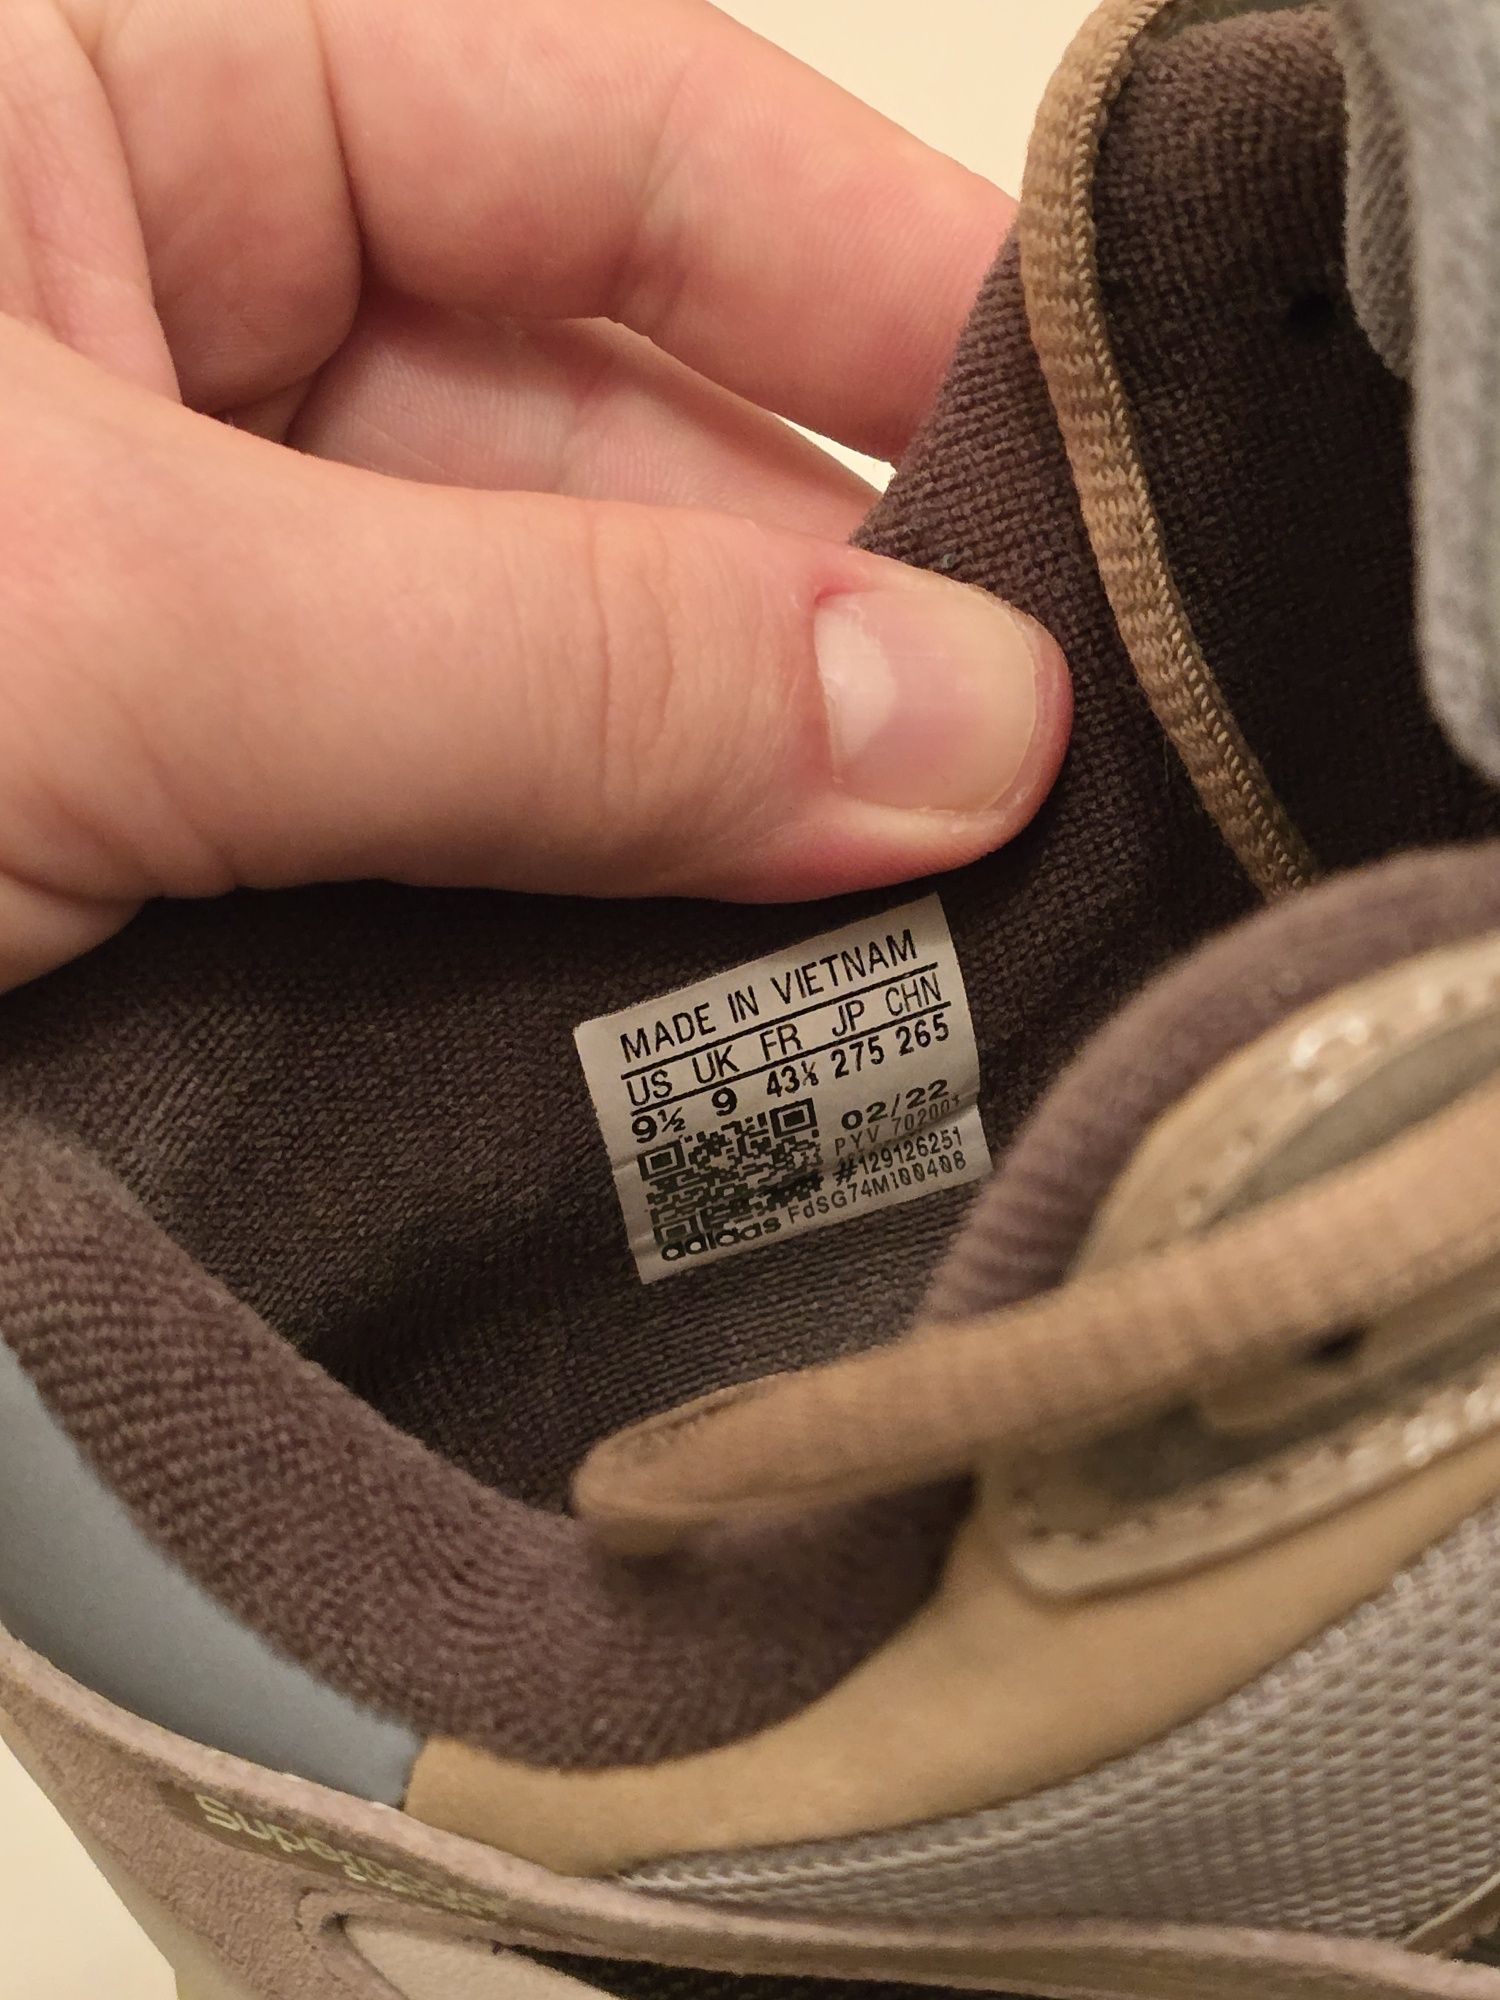 MADE IN VIETNAM
US UK FR JP CHN
9½ 9 43⅓ 275 265
02/22
PYV 702001
#129126251
adidas FdSG74M100408